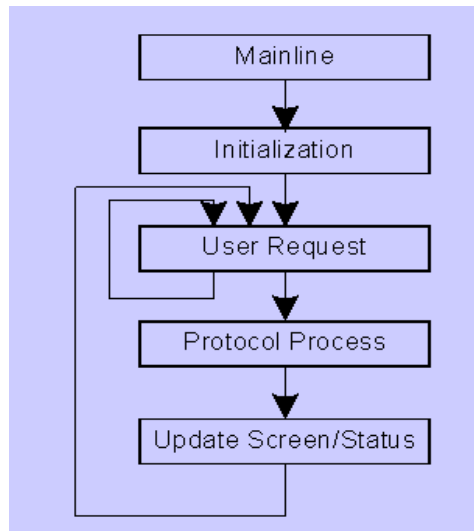 Mainline
Initialization
User Request
Protocol Process
Update Screen/Status